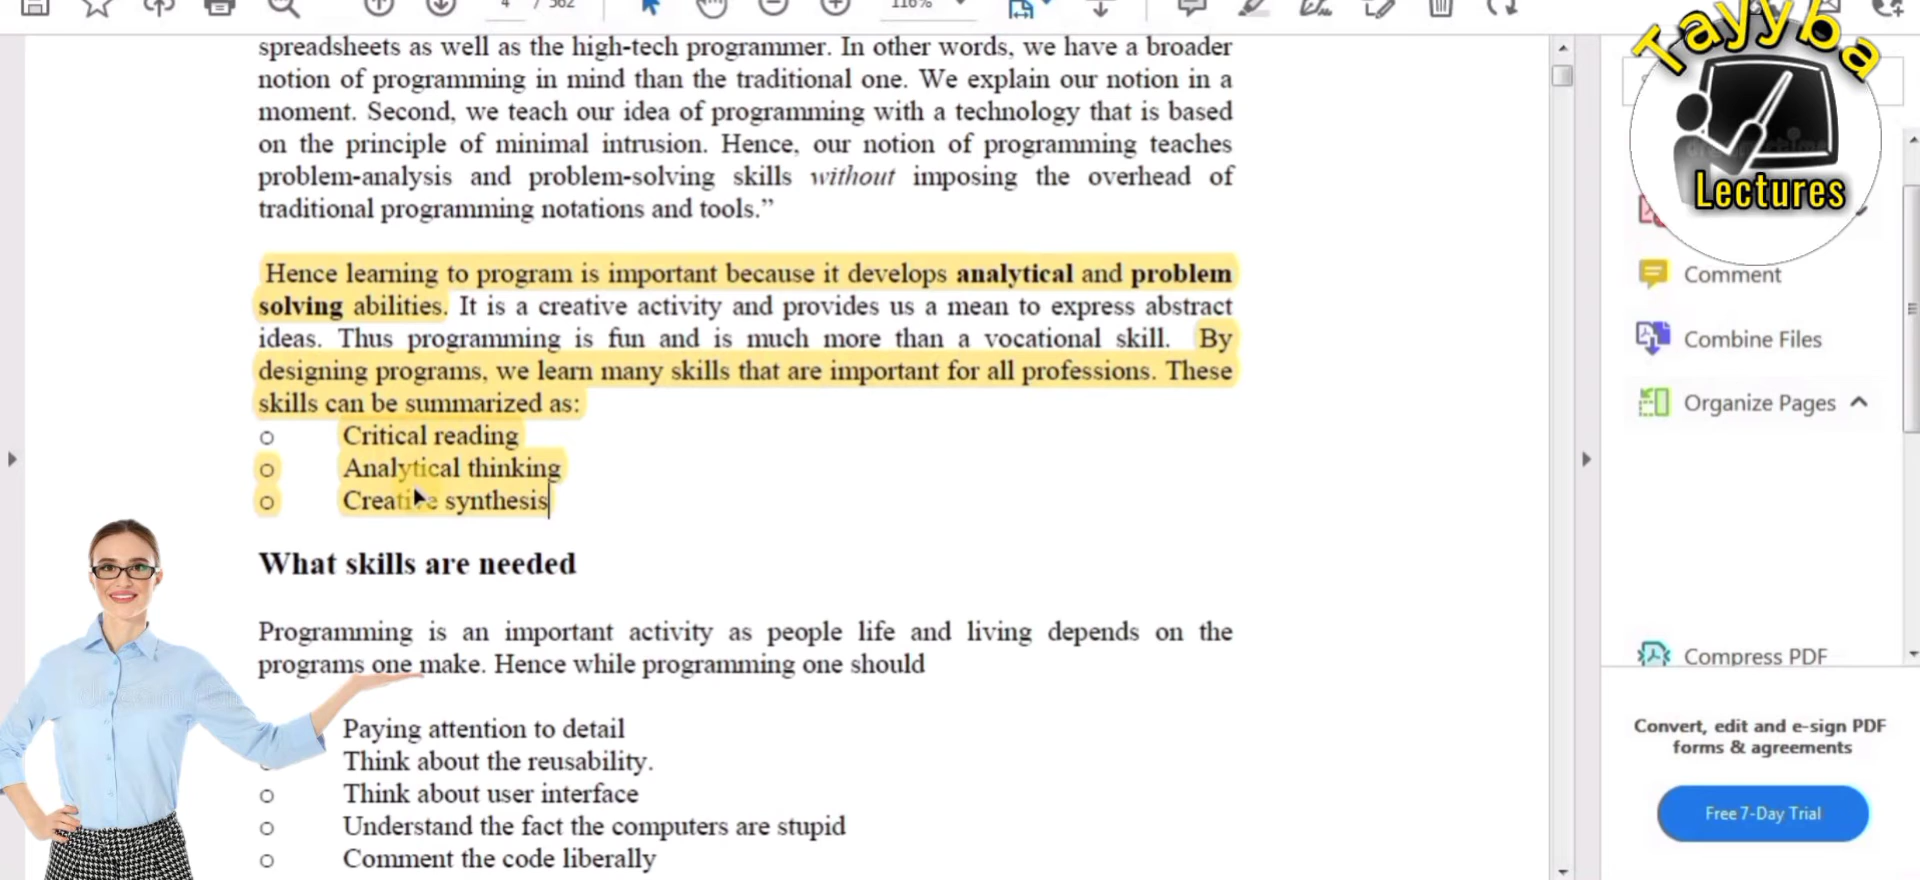 4 / 562
116%
Tayyba
Lectures
spreadsheets as well as the high-tech programmer. In other words, we have a broader
notion of programming in mind than the traditional one. We explain our notion in a
moment. Second, we teach our idea of programming with a technology that is based
on the principle of minimal intrusion. Hence, our notion of programming teaches
problem-analysis and problem-solving skills without imposing the overhead of
traditional programming notations and tools.”
Hence learning to program is important because it develops analytical and problem
solving abilities. It is a creative activity and provides us a mean to express abstract
ideas. Thus programming is fun and is much more than a vocational skill. By
designing programs, we learn many skills that are important for all professions. These
skills can be summarized as:
o Critical reading
o Analytical thinking
o Creative synthesis
What skills are needed
Programming is an important activity as people life and living depends on the
programs one make. Hence while programming one should
Paying attention to detail
Think about the reusability.
o Think about user interface
o Understand the fact the computers are stupid
o Comment the code liberally
Comment
Combine Files
Organize Pages
Compress PDF
Convert, edit and e-sign PDF
forms & agreements
Free 7-Day Trial